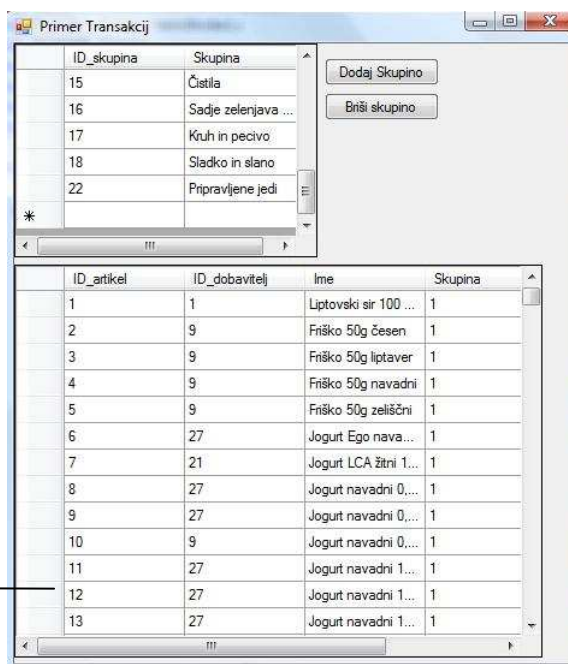 Primer Transakcij
ID_skupina Skupina
15 Čistila
16 Sadje zelenjava ...
17 Kruh in pecivo
18 Sladko in slano
22 Pripravljene jedi
*
Dodaj Skupino
Briši skupino
ID_artikel ID_dobavitelj Ime Skupina
1 1 Liptovski sir 100 ... 1
2 9 Friško 50g česen 1
3 9 Friško 50g liptaver 1
4 9 Friško 50g navadni 1
5 9 Friško 50g zeliščni 1
6 27 Jogurt Ego nava... 1
7 21 Jogurt LCA žitni 1... 1
8 27 Jogurt navadni 0,... 1
9 27 Jogurt navadni 0,... 1
10 9 Jogurt navadni 0,... 1
11 27 Jogurt navadni 1... 1
12 27 Jogurt navadni 1... 1
13 27 Jogurt navadni 1... 1